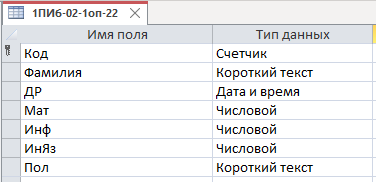 1ПИб-02-1оп-22
Имя поля Тип данных
Код Счетчик
Фамилия Короткий текст
ДР Дата и время
Мат Числовой
Инф Числовой
ИнЯз Числовой
Пол Короткий текст